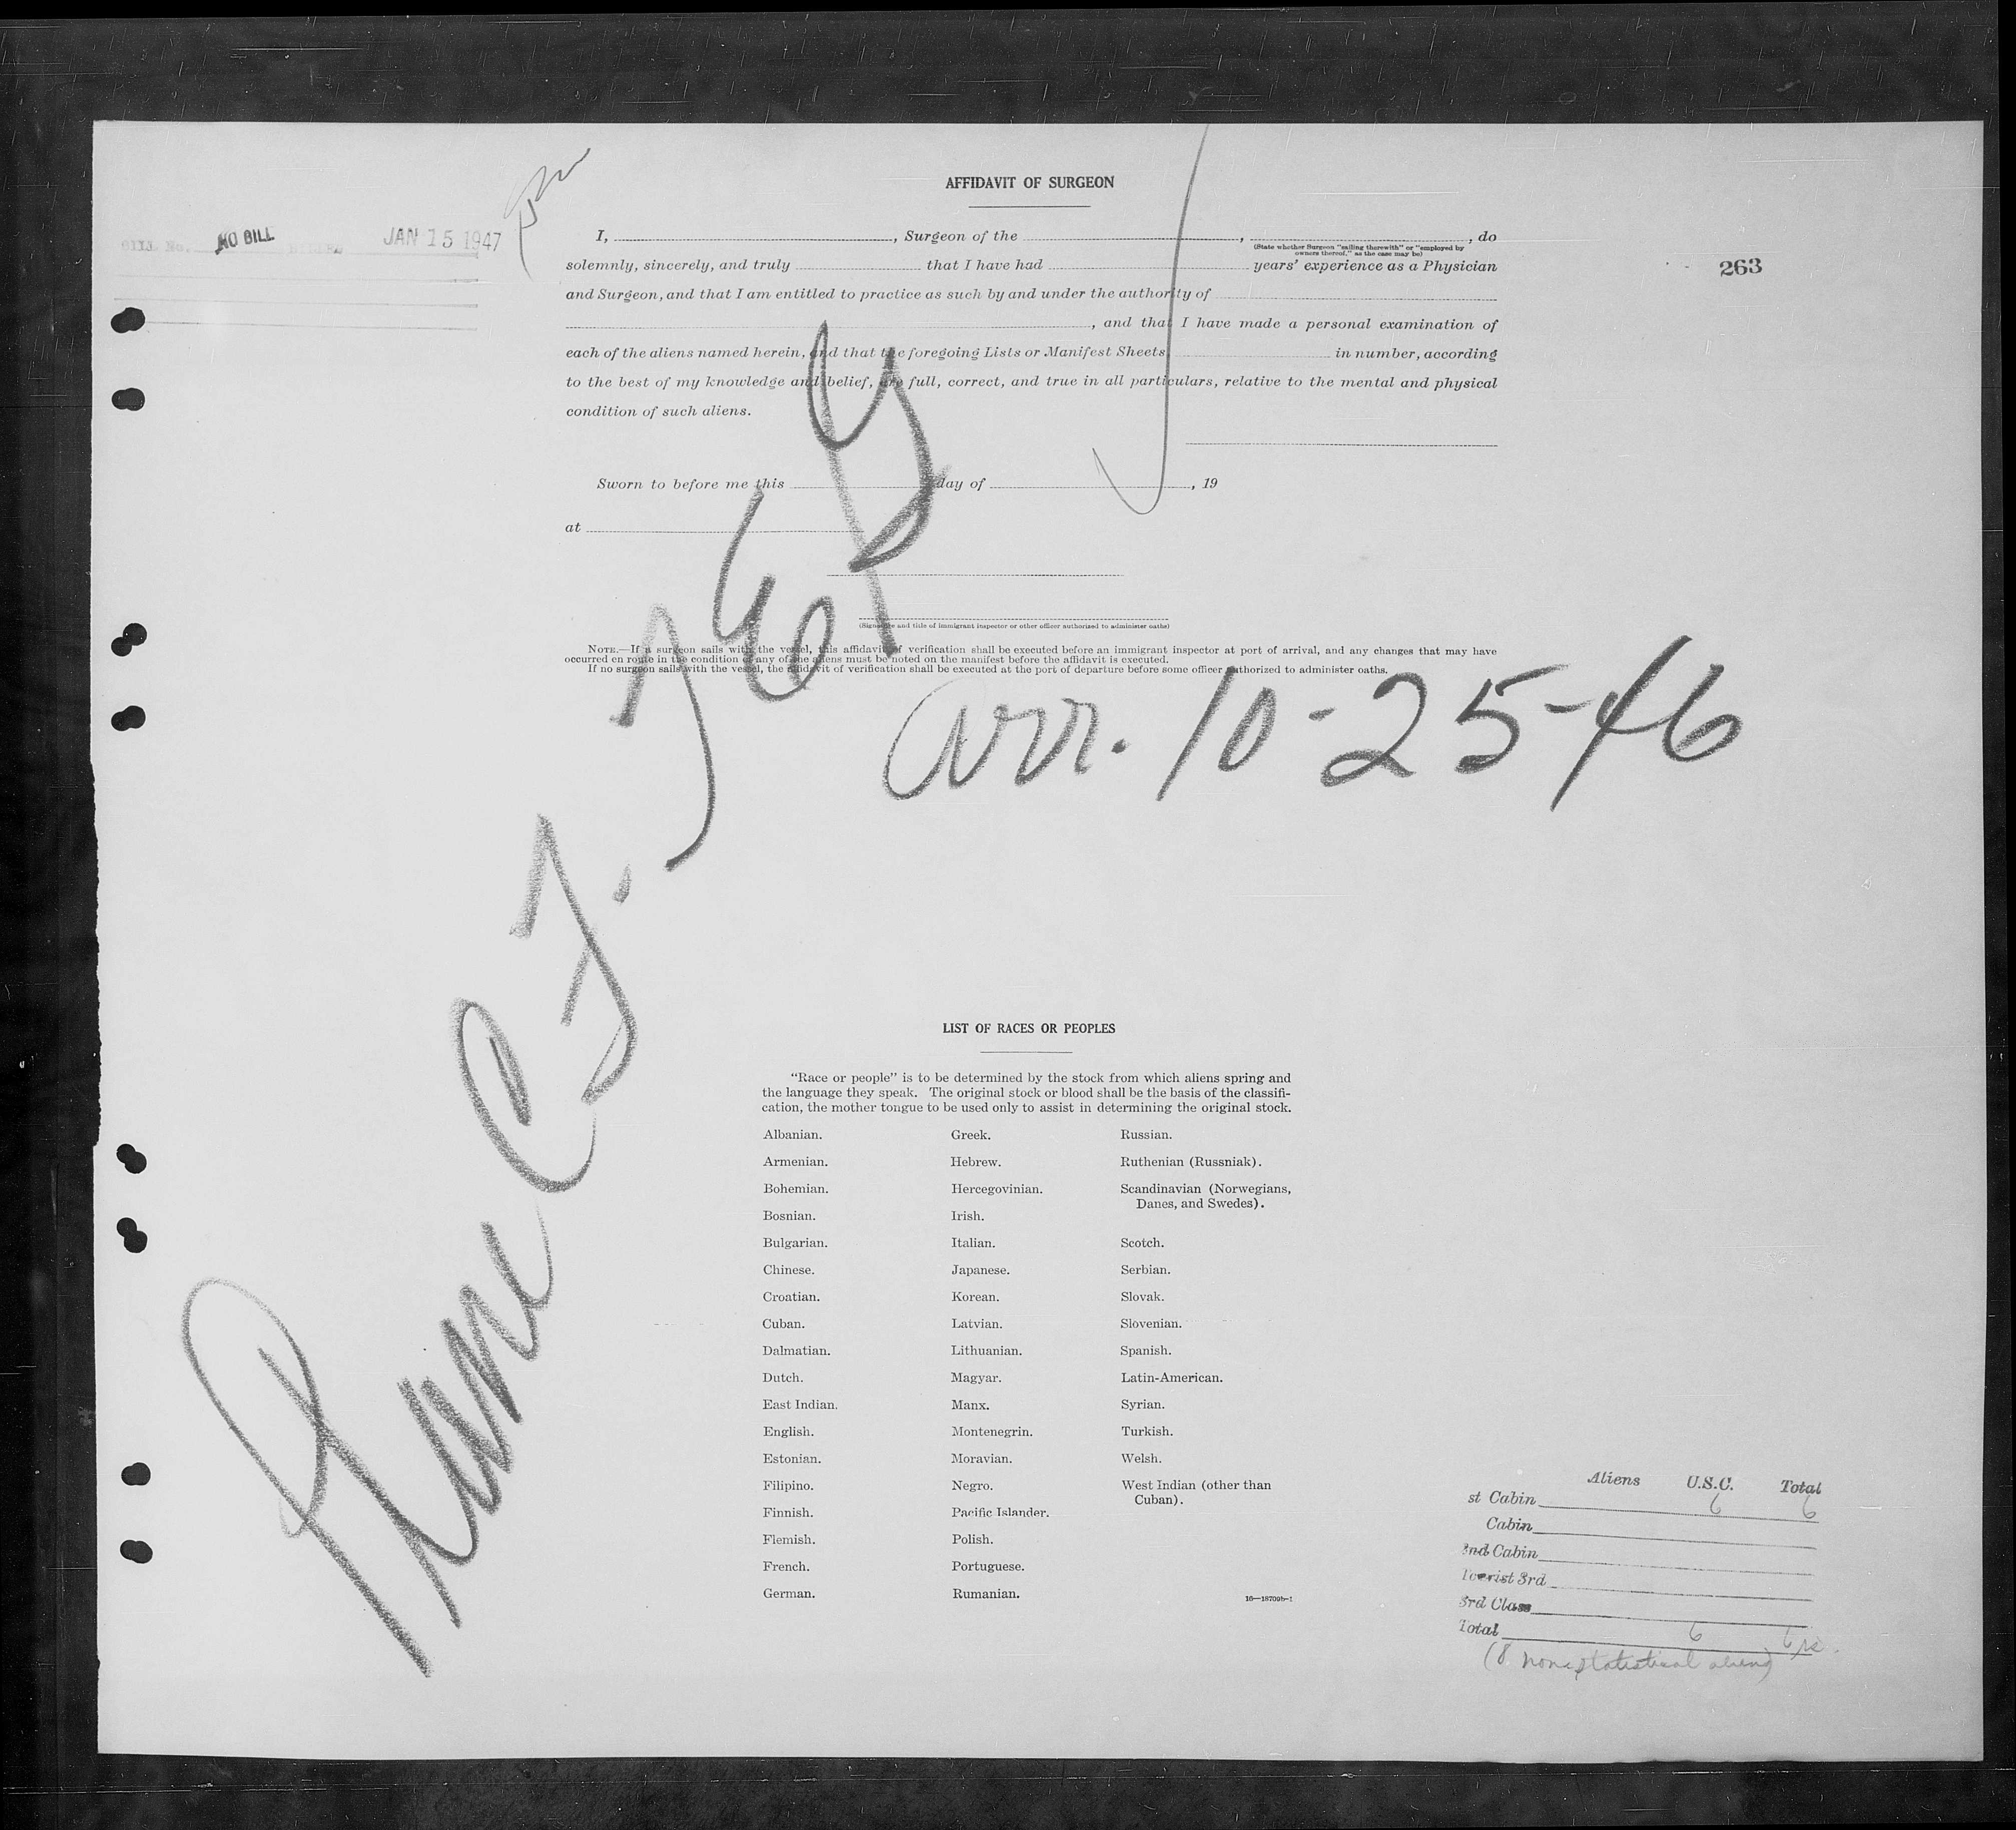 AFFIDAVIT OF SURGEON
BILL No. NO BILL JAN 15 1947
263
I, , Surgeon of the , , do
(State whether Surgeon "sailing therewith" or "employed by
owners thereof," as the case may be)
solemnly, sincerely, and truly that I have had years' experience as a Physician
and Surgeon, and that I am entitled to practice as such by and under the authority of
, and that I have made a personal examination of
each of the aliens named herein, and that the foregoing Lists or Manifest Sheets, in number, according
to the best of my knowledge and belief, are full, correct, and true in all particulars, relative to the mental and physical
condition of such aliens.
Sworn to before me this day of , 19
at
(Signature and title of immigrant inspector or other officer authorized to administer oaths)
NOTE.—If a surgeon sails with the vessel, this affidavit of verification shall be executed before an immigrant inspector at port of arrival, and any changes that may have
occurred en route in the condition of any of the aliens must be noted on the manifest before the affidavit is executed.
If no surgeon sails with the vessel, the affidavit of verification shall be executed at the port of departure before some officer authorized to administer oaths.
arr. 10-25-46
LIST OF RACES OR PEOPLES
"Race or people" is to be determined by the stock from which aliens spring and
the language they speak. The original stock or blood shall be the basis of the classifi-
cation, the mother tongue to be used only to assist in determining the original stock.
Albanian.
Armenian.
Bohemian.
Bosnian.
Bulgarian.
Chinese.
Croatian.
Cuban.
Dalmatian.
Dutch.
East Indian.
English.
Estonian.
Filipino.
Finnish.
Flemish.
French.
German.
Greek.
Hebrew.
Hercegovinian.
Irish.
Italian.
Japanese.
Korean.
Latvian.
Lithuanian.
Magyar.
Manx.
Montenegrin.
Moravian.
Negro.
Pacific Islander.
Polish.
Portuguese.
Rumanian.
Russian.
Ruthenian (Russniak).
Scandinavian (Norwegians,
Danes, and Swedes).
Scotch.
Serbian.
Slovak.
Slovenian.
Spanish.
Latin-American.
Syrian.
Turkish.
Welsh.
West Indian (other than
Cuban).
16—18709b-1
Aliens U.S.C. Total
st Cabin 6 6
Cabin
2nd Cabin
Tourist 3rd
3rd Class
Total 6 6
(8 nonstatistical aliens)